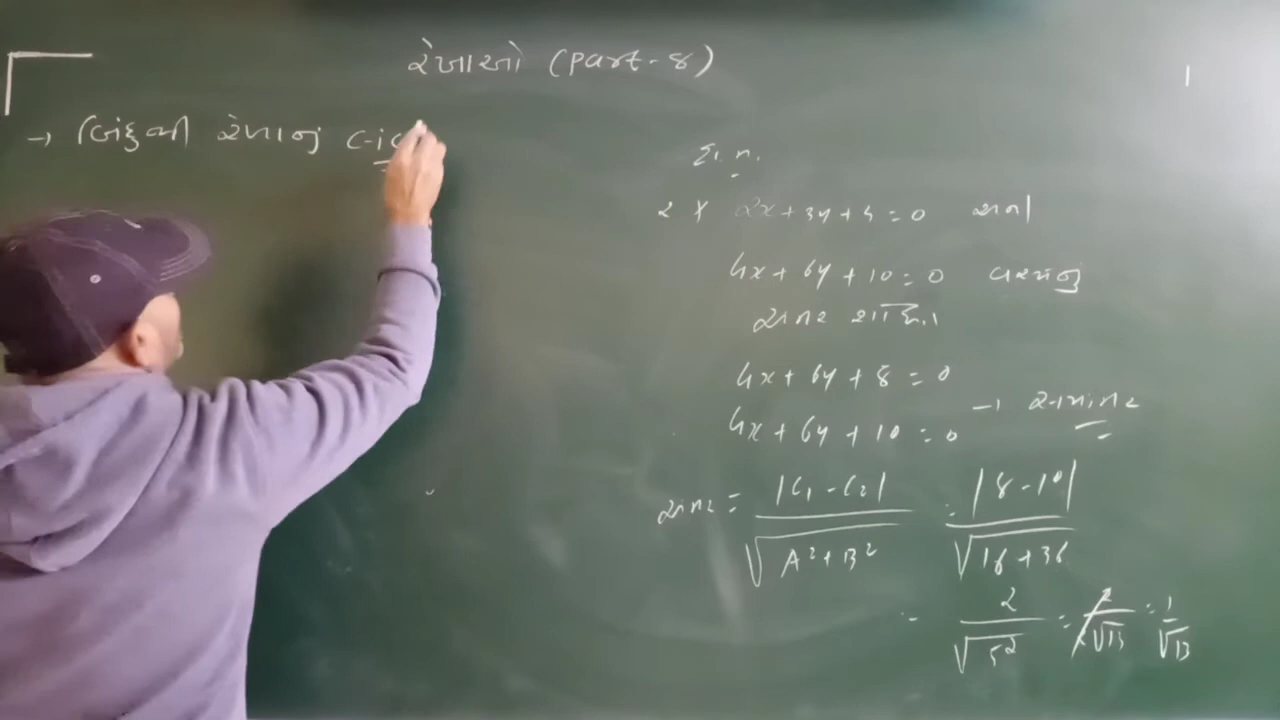 રેખાઓ (part-8)
→ બિંદુથી રેખાનું લંબ
દા.ત.
2 × 2x + 3y + 4 = 0 અને
4x + 6y + 10 = 0 વચ્ચેનું
અંતર શોધો.
4x + 6y + 8 = 0
4x + 6y + 10 = 0 → સમાંતર
અંતર = |C₁ - C₂| / √(A² + B²) = |8 - 10| / √(16 + 36)
= 2 / √52 = 2 / 2√13 = 1 / √13